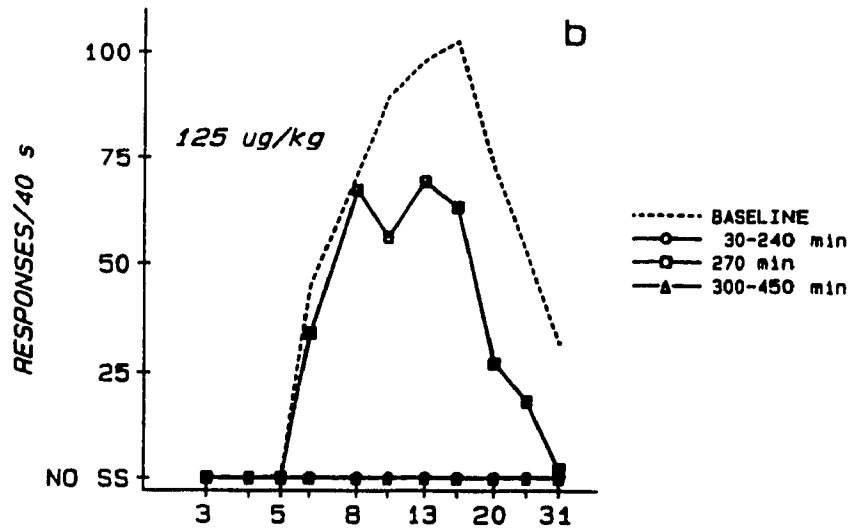 b
100
75
50
25
NO SS
RESPONSES/40 s
125 ug/kg
BASELINE
30-240 min
270 min
300-450 min
3 5 8 13 20 31